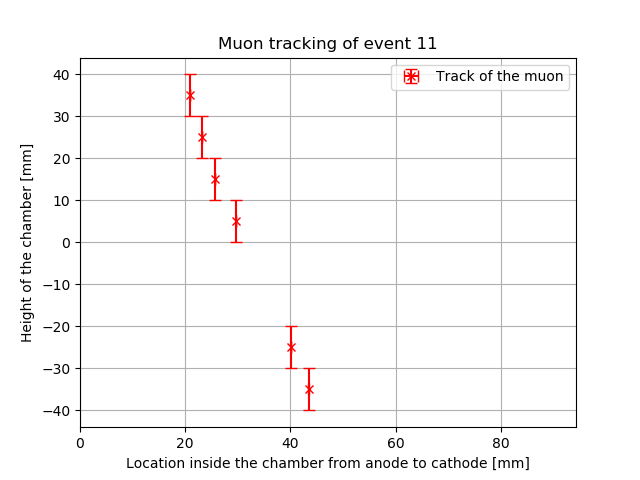 Muon tracking of event 11
Track of the muon
Height of the chamber [mm]
40
30
20
10
0
−10
−20
−30
−40
0 20 40 60 80
Location inside the chamber from anode to cathode [mm]